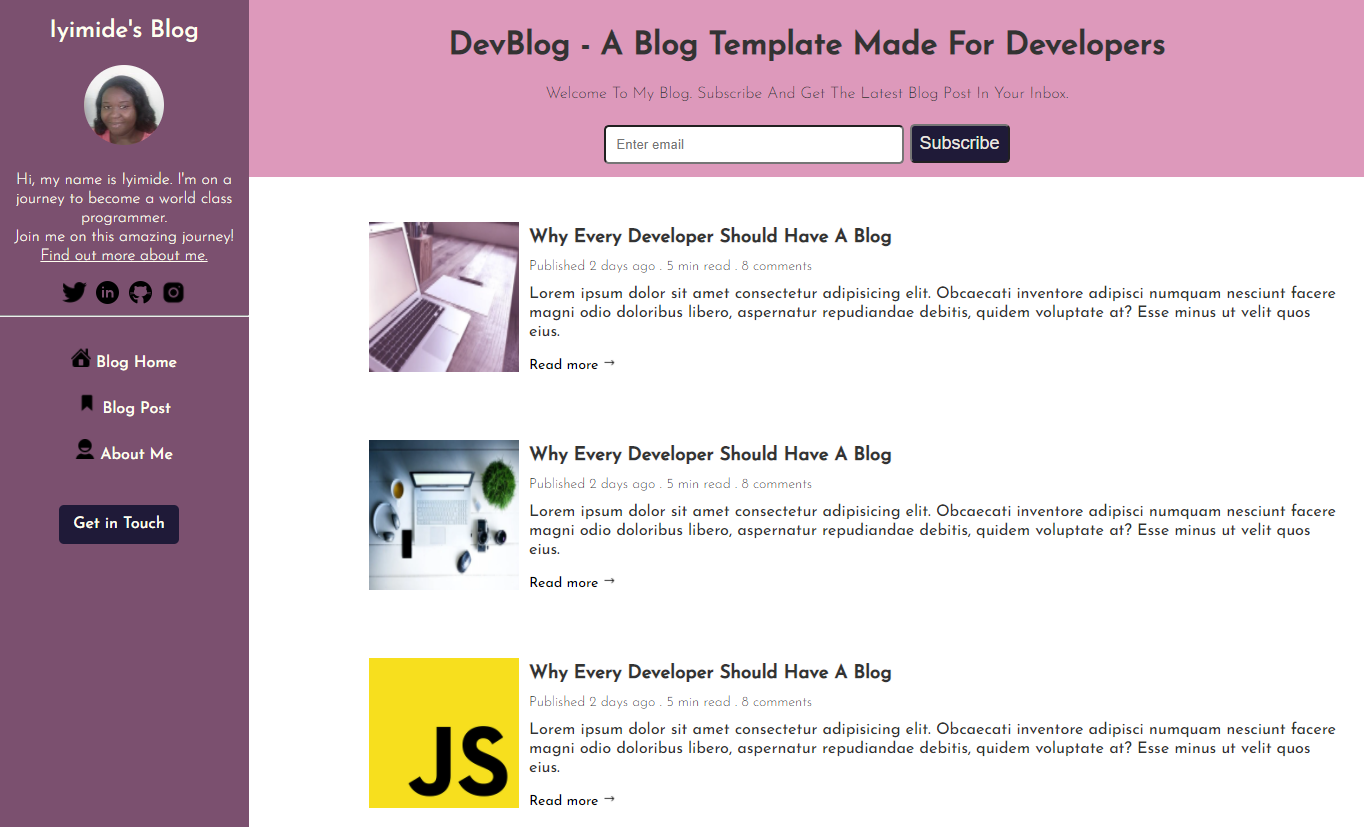 Iyimide's Blog
Hi, my name is Iyimide. I'm on a
journey to become a world class
programmer.
Join me on this amazing journey!
Find out more about me.
in
Blog Home
Blog Post
About Me
Get in Touch
DevBlog - A Blog Template Made For Developers
Welcome To My Blog. Subscribe And Get The Latest Blog Post In Your Inbox.
Enter email
Subscribe
Why Every Developer Should Have A Blog
Published 2 days ago . 5 min read . 8 comments
Lorem ipsum dolor sit amet consectetur adipisicing elit. Obcaecati inventore adipisci numquam nesciunt facere
magni odio doloribus libero, aspernatur repudiandae debitis, quidem voluptate at? Esse minus ut velit quos
eius.
Read more →
Why Every Developer Should Have A Blog
Published 2 days ago . 5 min read . 8 comments
Lorem ipsum dolor sit amet consectetur adipisicing elit. Obcaecati inventore adipisci numquam nesciunt facere
magni odio doloribus libero, aspernatur repudiandae debitis, quidem voluptate at? Esse minus ut velit quos
eius.
Read more →
JS
Why Every Developer Should Have A Blog
Published 2 days ago . 5 min read . 8 comments
Lorem ipsum dolor sit amet consectetur adipisicing elit. Obcaecati inventore adipisci numquam nesciunt facere
magni odio doloribus libero, aspernatur repudiandae debitis, quidem voluptate at? Esse minus ut velit quos
eius.
Read more →